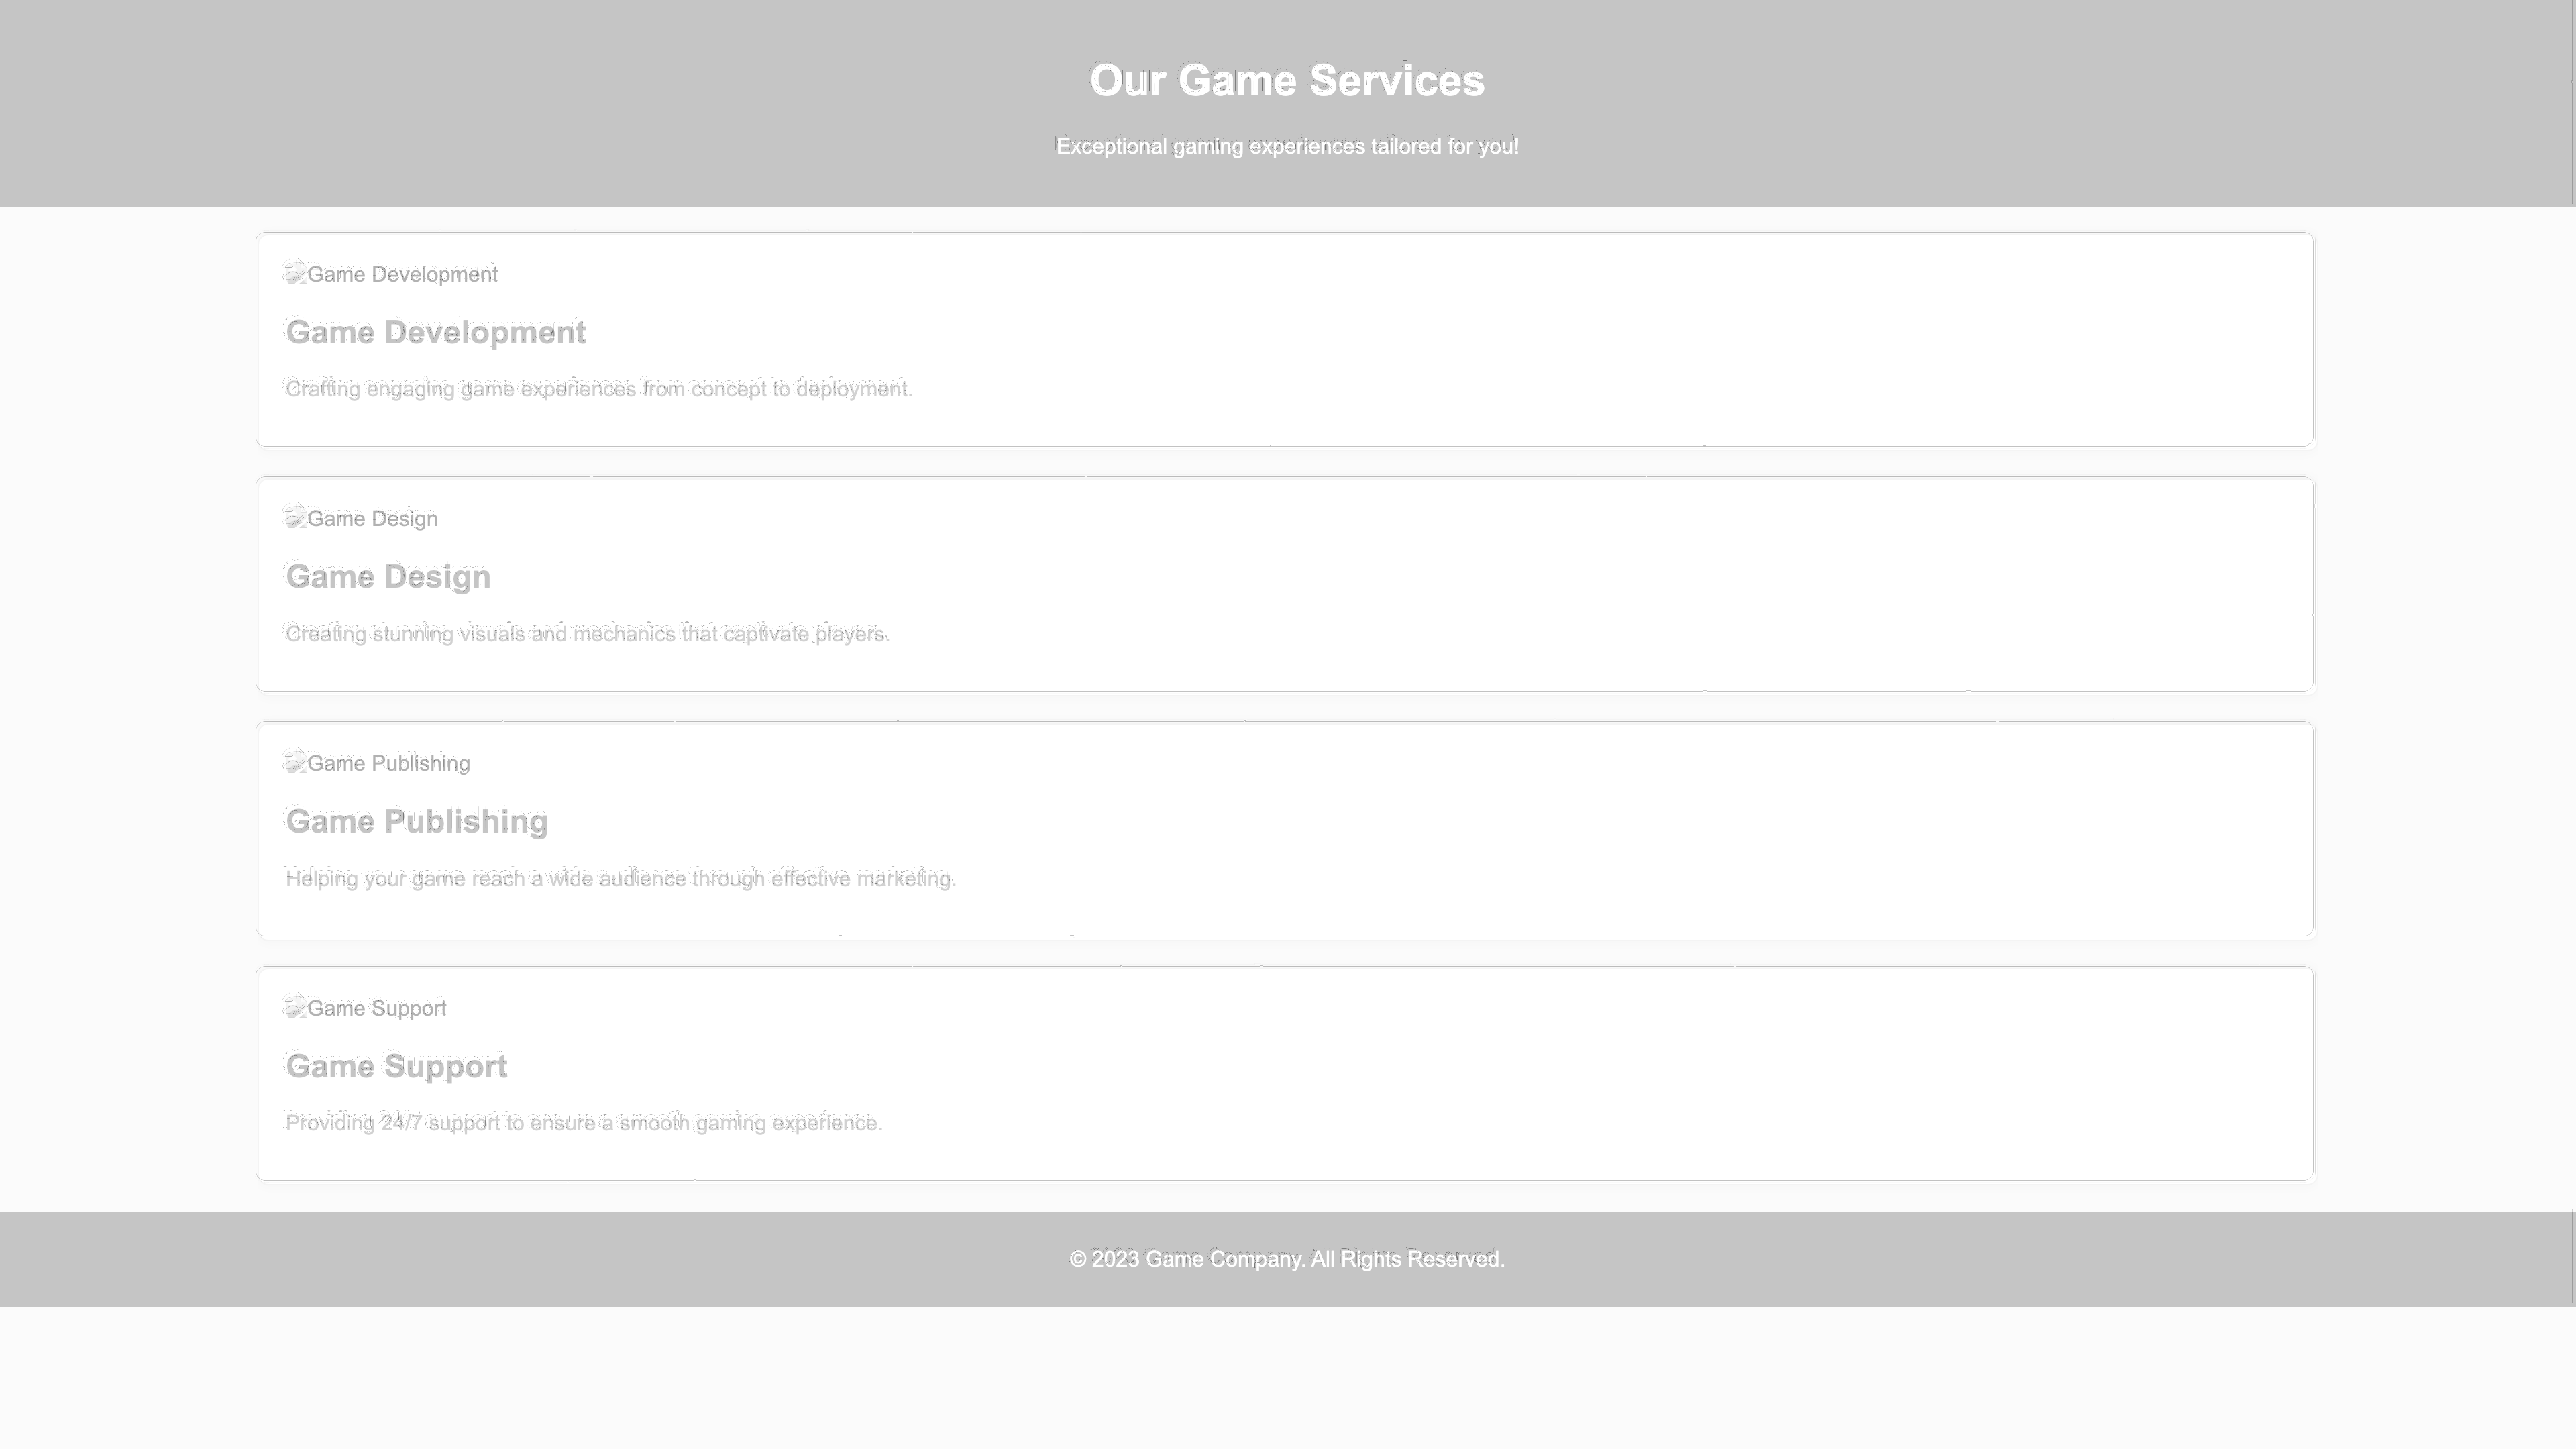 Our Game Services
Exceptional gaming experiences tailored for you!
Game Development
Game Development
Crafting engaging game experiences from concept to deployment.
Game Design
Game Design
Creating stunning visuals and mechanics that captivate players.
Game Publishing
Game Publishing
Helping your game reach a wide audience through effective marketing.
Game Support
Game Support
Providing 24/7 support to ensure a smooth gaming experience.
© 2023 Game Company. All Rights Reserved.